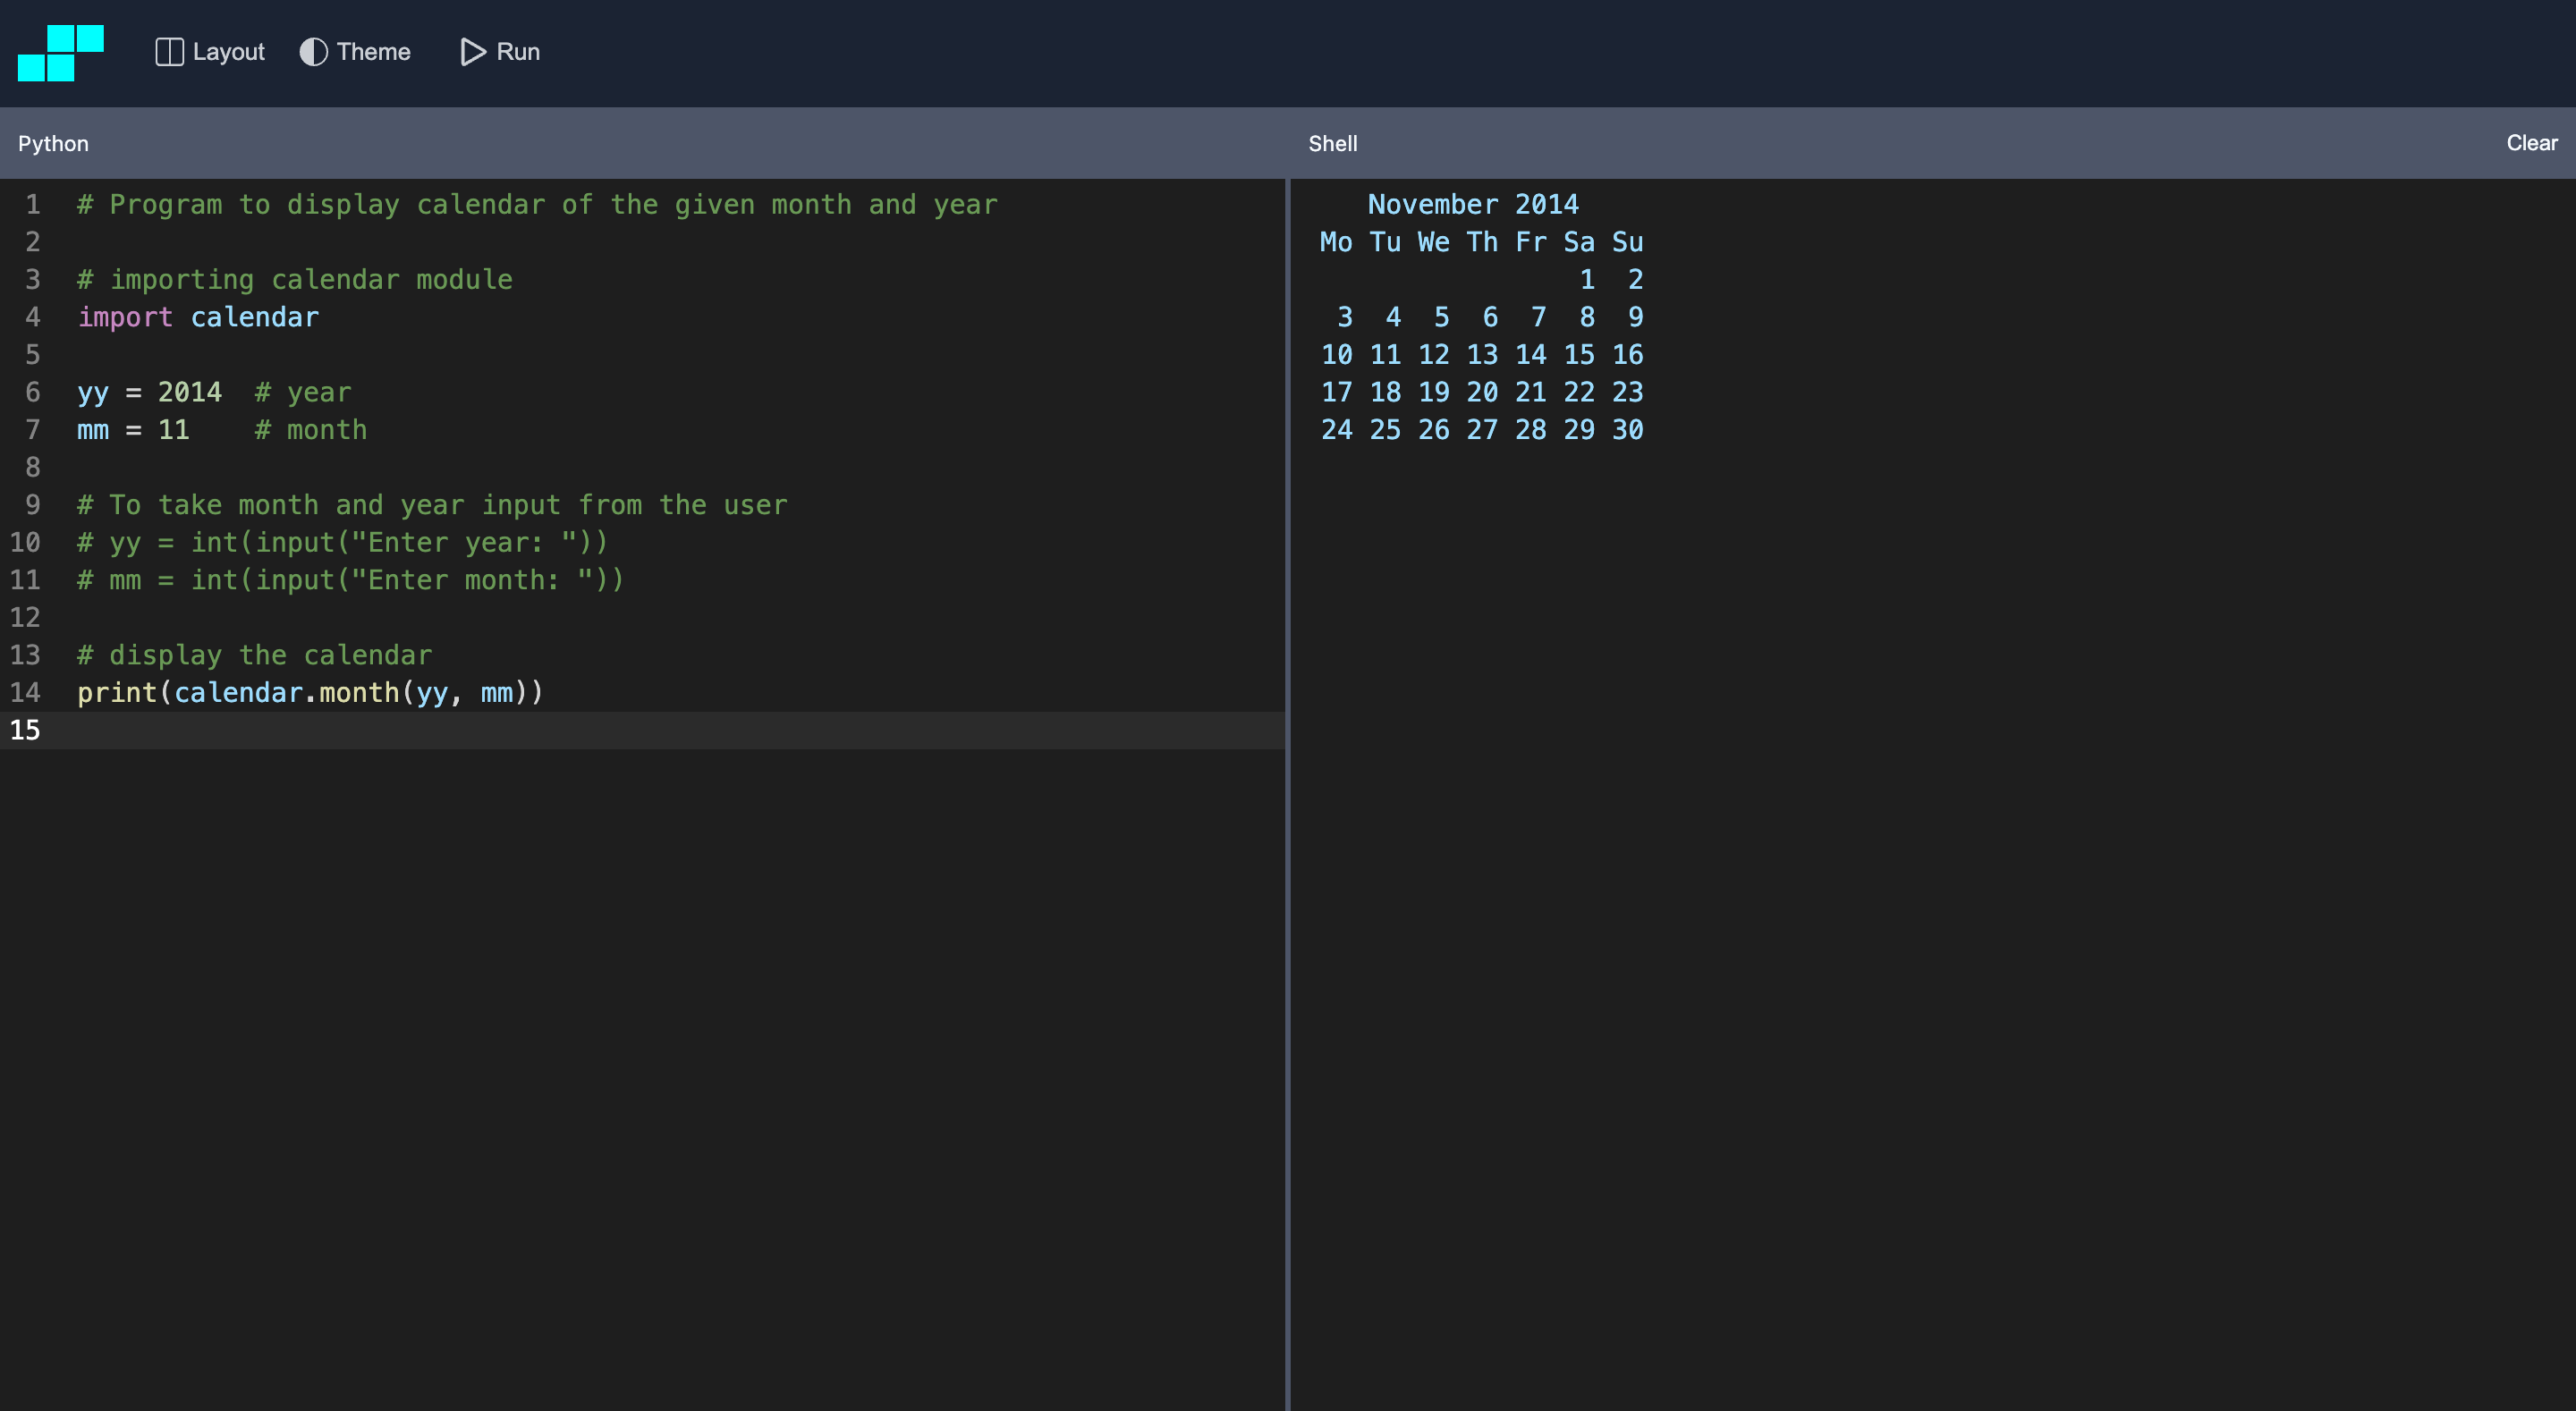 Layout Theme Run
Python
1 # Program to display calendar of the given month and year
2
3 # importing calendar module
4 import calendar
5
6 yy = 2014  # year
7 mm = 11    # month
8
9 # To take month and year input from the user
10 # yy = int(input("Enter year: "))
11 # mm = int(input("Enter month: "))
12
13 # display the calendar
14 print(calendar.month(yy, mm))
15
Shell Clear
November 2014
Mo Tu We Th Fr Sa Su
1 2
3 4 5 6 7 8 9
10 11 12 13 14 15 16
17 18 19 20 21 22 23
24 25 26 27 28 29 30